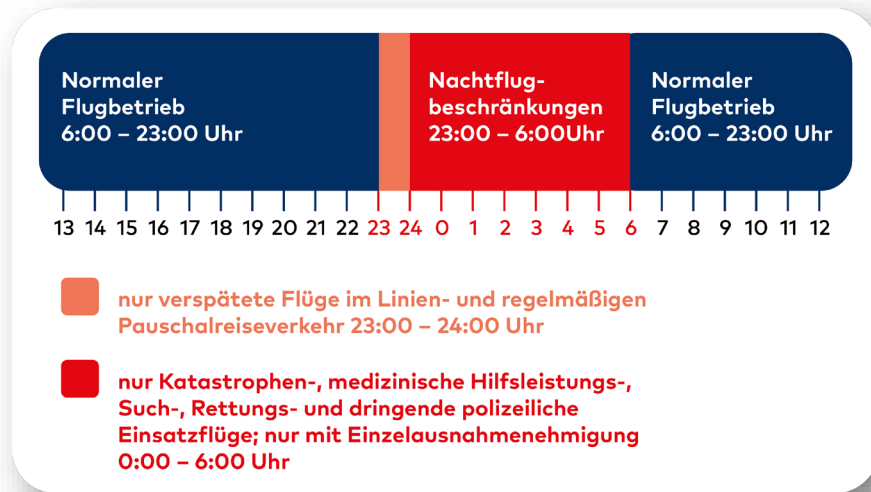 Normaler
Flugbetrieb
6:00 – 23:00 Uhr
Nachtflug-
beschränkungen
23:00 – 6:00Uhr
Normaler
Flugbetrieb
6:00 – 23:00 Uhr
13 14 15 16 17 18 19 20 21 22 23 24 0 1 2 3 4 5 6 7 8 9 10 11 12
nur verspätete Flüge im Linien- und regelmäßigen
Pauschalreiseverkehr 23:00 – 24:00 Uhr
nur Katastrophen-, medizinische Hilfsleistungs-,
Such-, Rettungs- und dringende polizeiliche
Einsatzflüge; nur mit Einzelausnahmenehmigung
0:00 – 6:00 Uhr